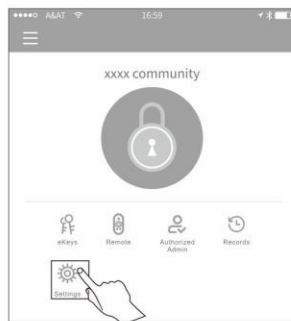 A&AT 16:59
xxxx community
eKeys Remote Authorized Admin Records
Settings